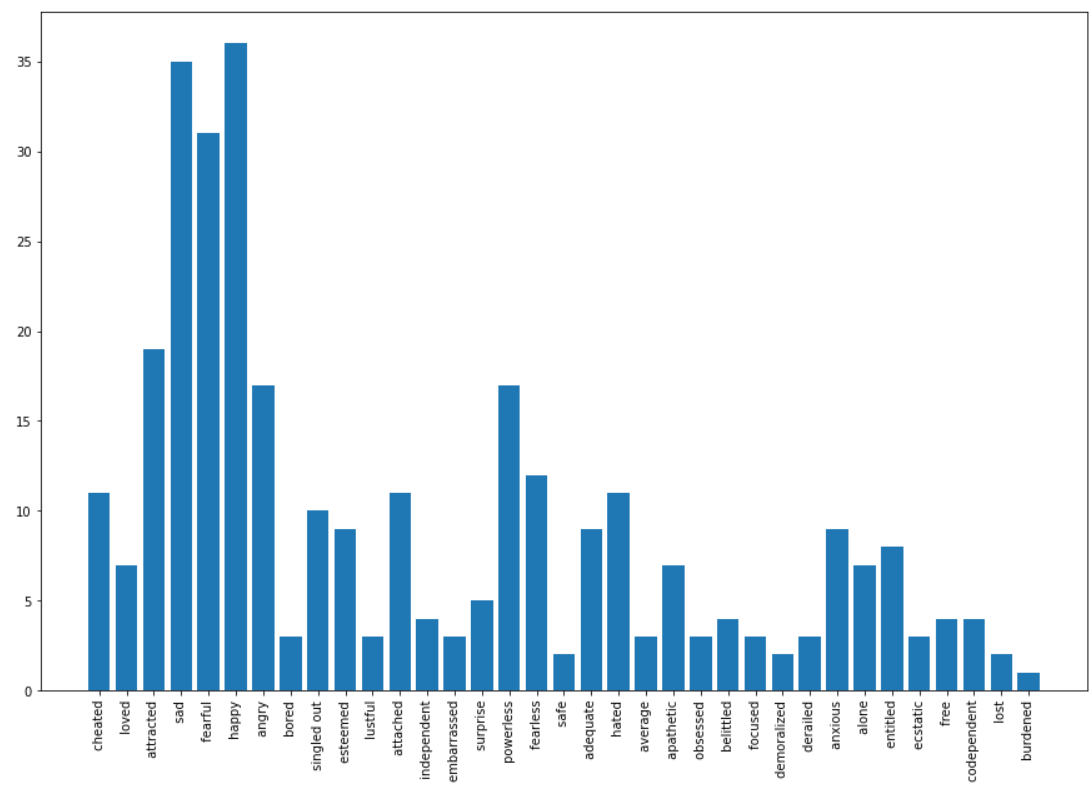 35
30
25
20
15
10
5
0
cheated
loved
attracted
sad
fearful
happy
angry
bored
singled out
esteemed
lustful
attached
independent
embarrassed
surprise
powerless
fearless
safe
adequate
hated
average
apathetic
obsessed
belittled
focused
demoralized
derailed
anxious
alone
entitled
ecstatic
free
codependent
lost
burdened